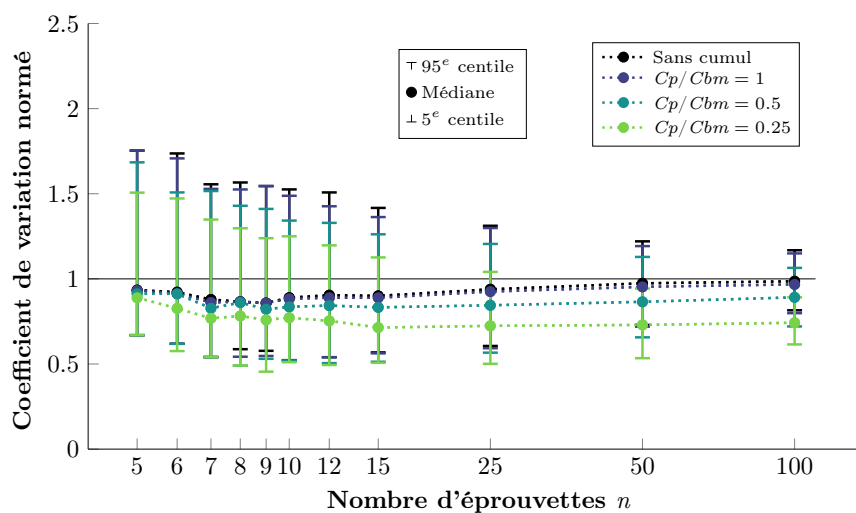 2.5
2
1.5
1
0.5
0
Coefficient de variation normé
95e centile
Médiane
5e centile
Sans cumul
Cp/Cbm = 1
Cp/Cbm = 0.5
Cp/Cbm = 0.25
5 6 7 8 9 10 12 15 25 50 100
Nombre d'éprouvettes n